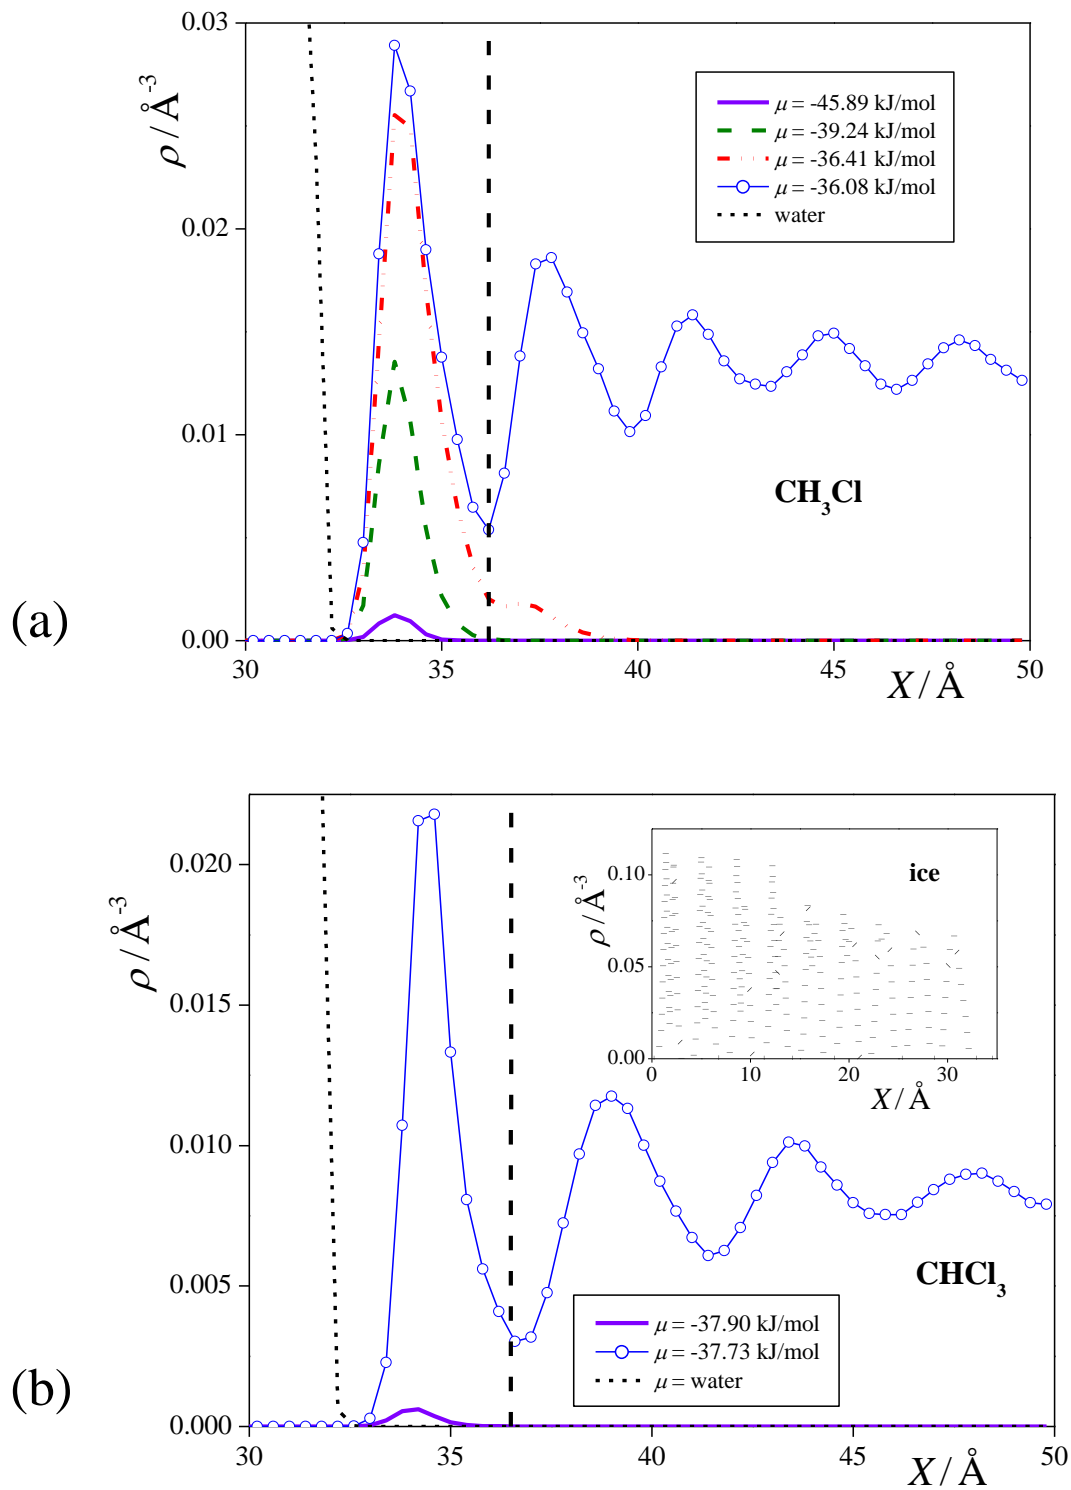 0.03
0.02
0.01
0.00
ρ / Å⁻³
μ = -45.89 kJ/mol
μ = -39.24 kJ/mol
μ = -36.41 kJ/mol
μ = -36.08 kJ/mol
water
CH₃Cl
(a)
30 35 40 45 50
X / Å
0.020
0.015
0.010
0.005
0.000
ρ / Å⁻³
ice
0.10
0.05
0.00
ρ / Å⁻³
0 10 20 30
X / Å
CHCl₃
μ = -37.90 kJ/mol
μ = -37.73 kJ/mol
μ = water
(b)
30 35 40 45 50
X / Å